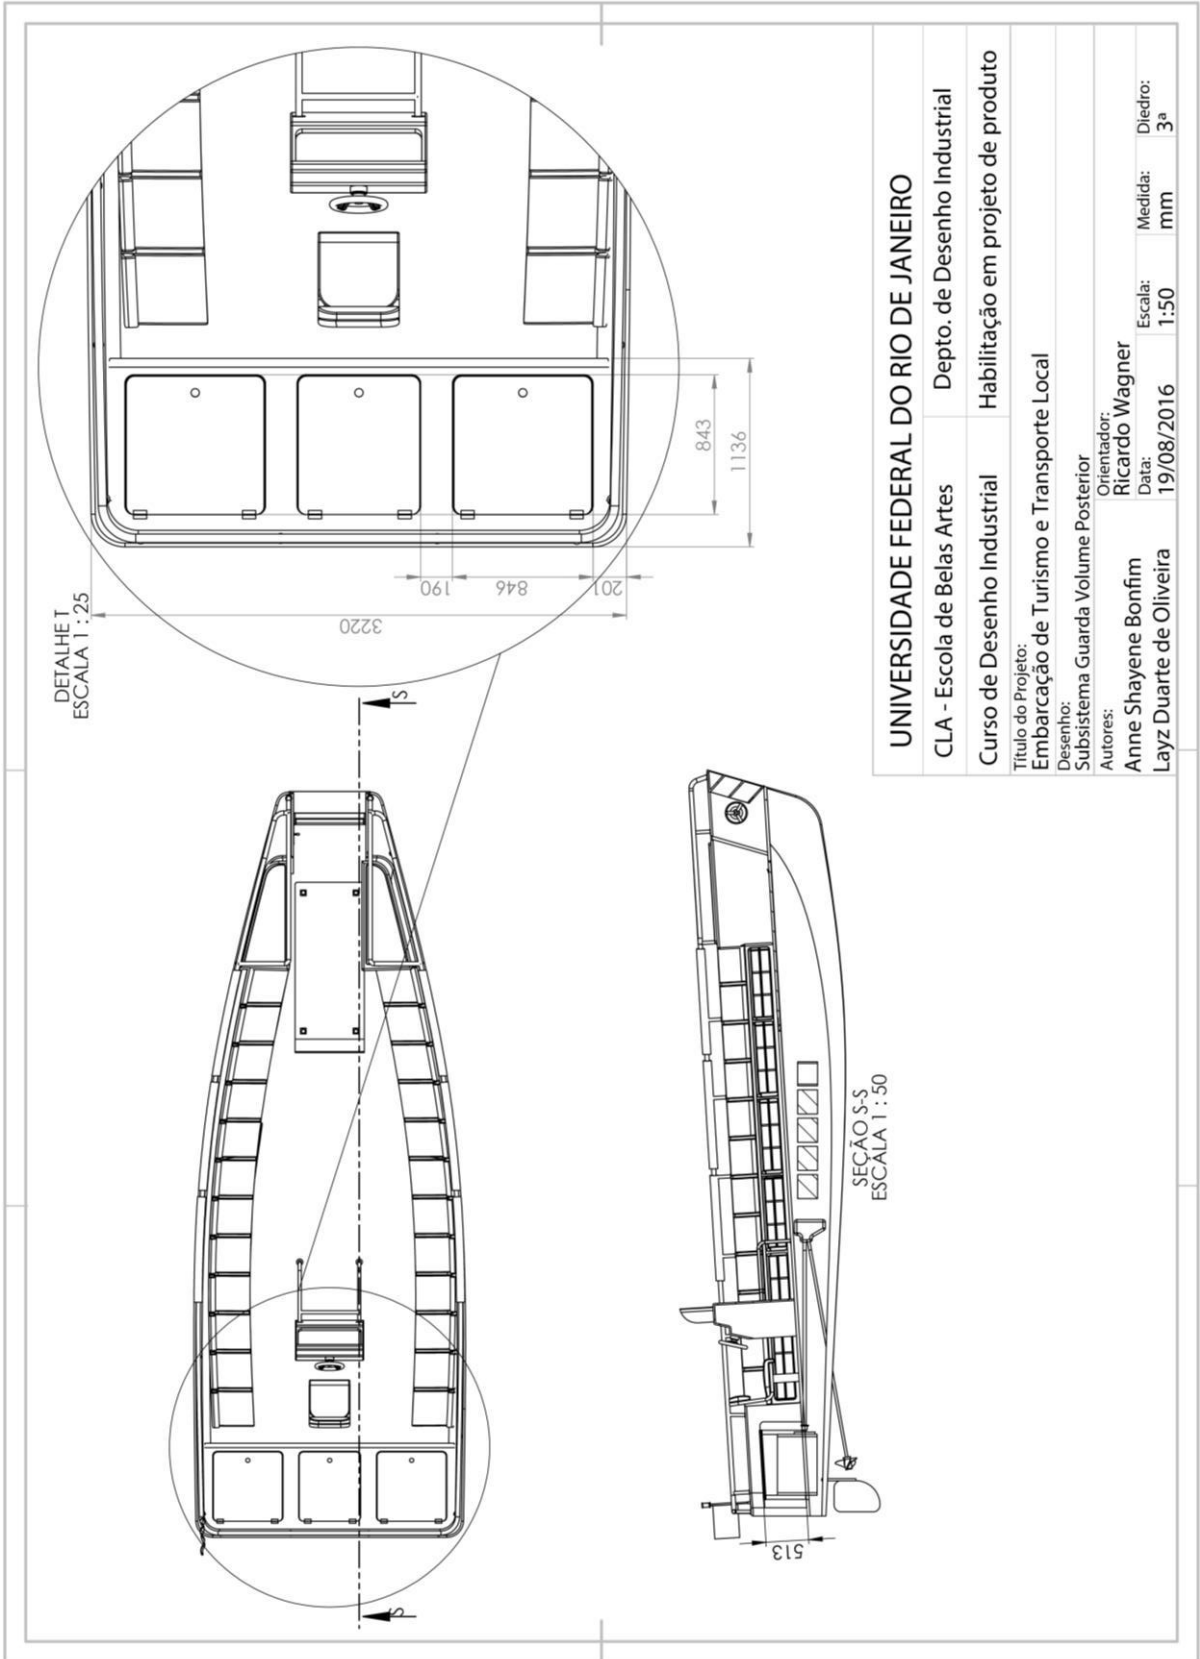 DETALHE T
ESCALA 1 : 25
3220
190
846
201
843
1136
S
S
513
SEÇÃO S-S
ESCALA 1 : 50
UNIVERSIDADE FEDERAL DO RIO DE JANEIRO
CLA - Escola de Belas Artes
Depto. de Desenho Industrial
Curso de Desenho Industrial
Habilitação em projeto de produto
Título do Projeto:
Embarcação de Turismo e Transporte Local
Desenho:
Subsistema Guarda Volume Posterior
Autores:
Anne Shayene Bonfim
Layz Duarte de Oliveira
Orientador:
Ricardo Wagner
Data:
19/08/2016
Escala:
1:50
Medida:
mm
Diedro:
3ª